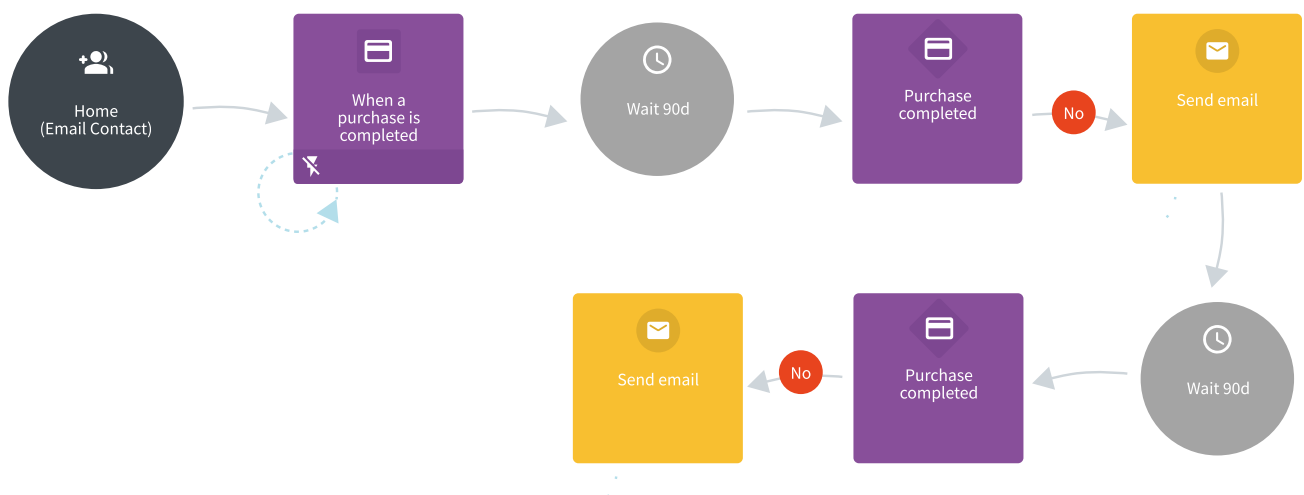 Home
(Email Contact)
When a
purchase is
completed
Wait 90d
Purchase
completed
No
Send email
Wait 90d
Purchase
completed
No
Send email